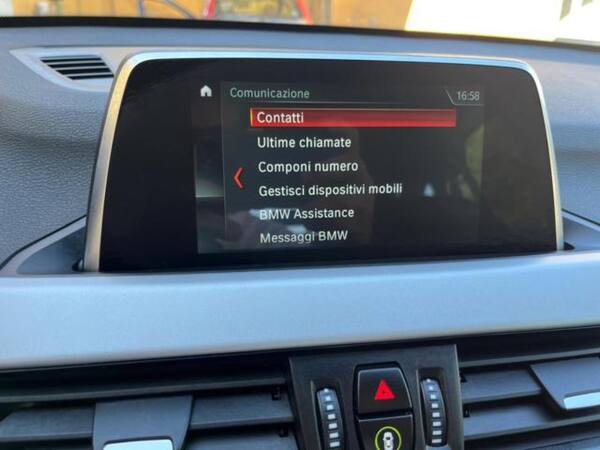 Comunicazione
16:58
Contatti
Ultime chiamate
Componi numero
Gestisci dispositivi mobili
BMW Assistance
Messaggi BMW